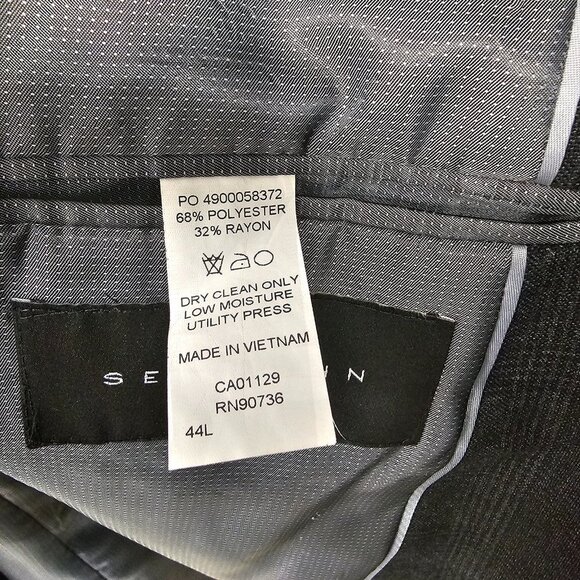 PO 4900058372
68% POLYESTER
32% RAYON
DRY CLEAN ONLY
LOW MOISTURE
UTILITY PRESS
MADE IN VIETNAM
CA01129
RN90736
44L